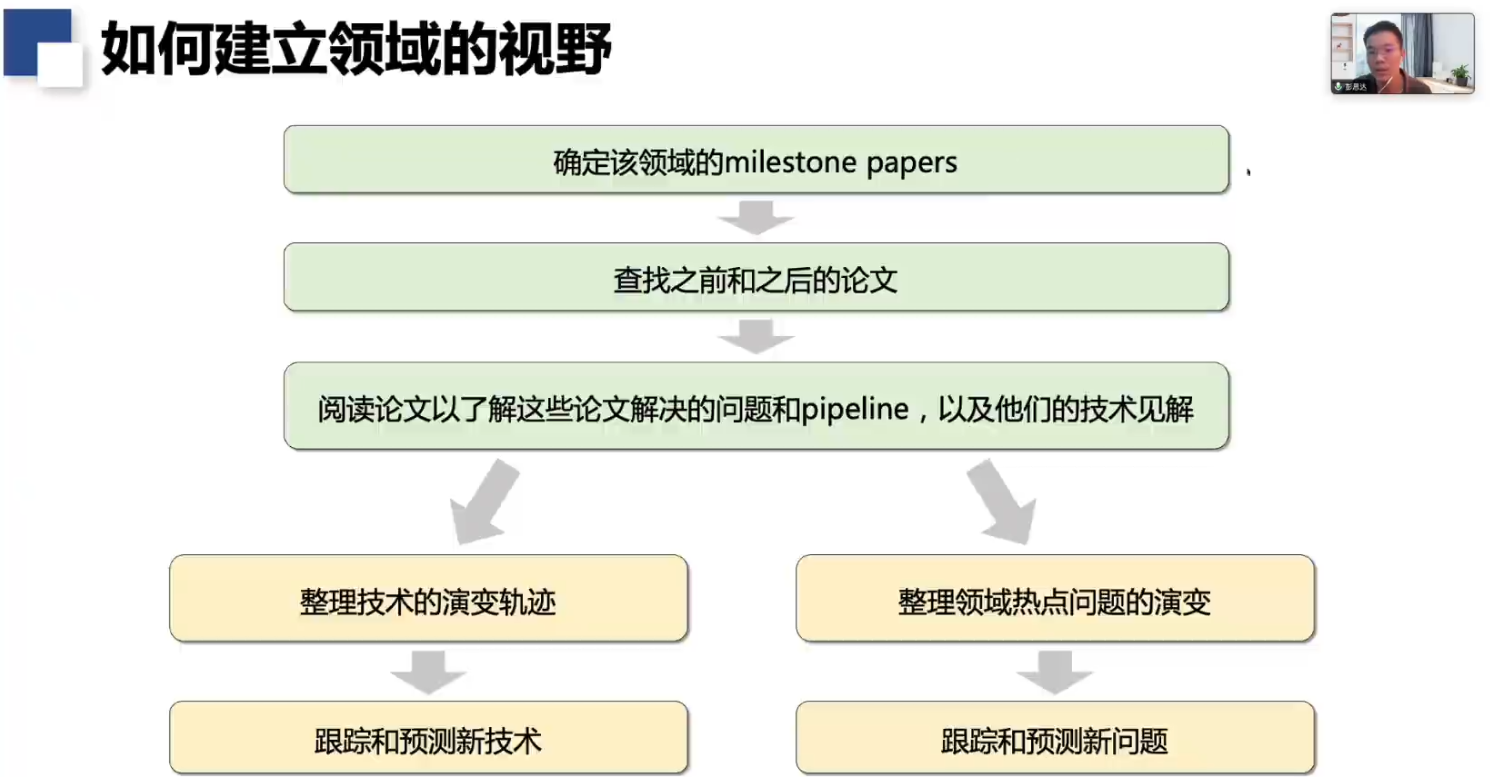 如何建立领域的视野
彭思达
确定该领域的milestone papers
查找之前和之后的论文
阅读论文以了解这些论文解决的问题和pipeline，以及他们的技术见解
整理技术的演变轨迹
整理领域热点问题的演变
跟踪和预测新技术
跟踪和预测新问题